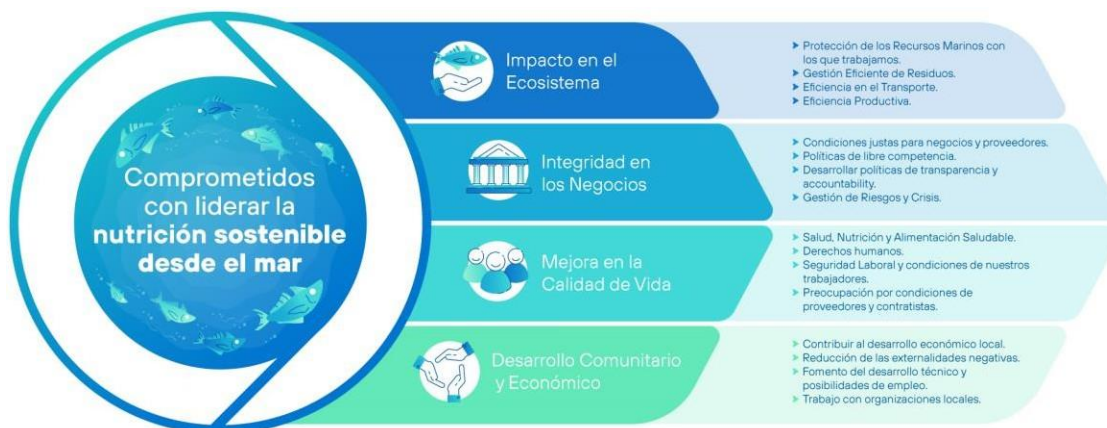 Comprometidos
con liderar la
nutrición sostenible
desde el mar
Impacto en el
Ecosistema
➤ Protección de los Recursos Marinos con
los que trabajamos.
➤ Gestión Eficiente de Residuos.
➤ Eficiencia en el Transporte.
➤ Eficiencia Productiva.
Integridad en
los Negocios
➤ Condiciones justas para negocios y proveedores.
➤ Políticas de libre competencia.
➤ Desarrollar políticas de transparencia y
accountability.
➤ Gestión de Riesgos y Crisis.
Mejora en la
Calidad de Vida
➤ Salud, Nutrición y Alimentación Saludable.
➤ Derechos humanos.
➤ Seguridad Laboral y condiciones de nuestros
trabajadores.
➤ Preocupación por condiciones de
proveedores y contratistas.
Desarrollo Comunitario
y Económico
➤ Contribuir al desarrollo económico local.
➤ Reducción de las externalidades negativas.
➤ Fomento del desarrollo técnico y
posibilidades de empleo.
➤ Trabajo con organizaciones locales.